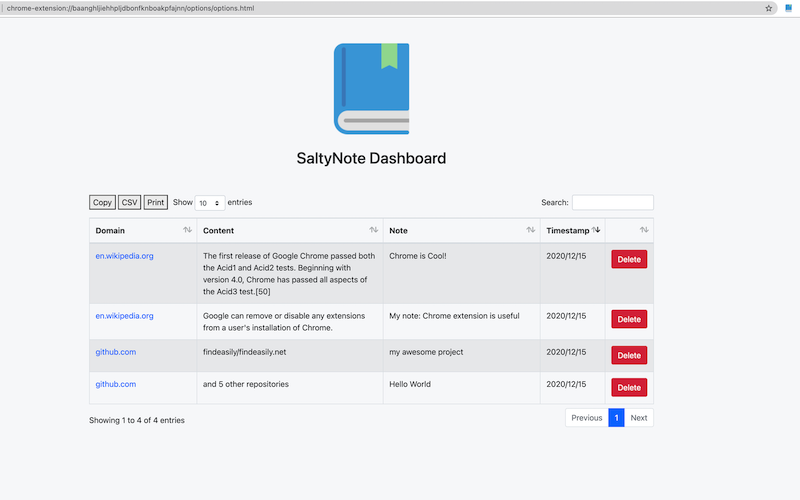 chrome-extension://baanghljiehhpljdbonfknboakpfajnn/options/options.html
SaltyNote Dashboard
Copy CSV Print Show 10 entries Search:
Domain Content Note Timestamp
en.wikipedia.org The first release of Google Chrome passed both Chrome is Cool! 2020/12/15 Delete
the Acid1 and Acid2 tests. Beginning with
version 4.0, Chrome has passed all aspects of
the Acid3 test.[50]
en.wikipedia.org Google can remove or disable any extensions My note: Chrome extension is useful 2020/12/15 Delete
from a user's installation of Chrome.
github.com findeasily/findeasily.net my awesome project 2020/12/15 Delete
github.com and 5 other repositories Hello World 2020/12/15 Delete
Showing 1 to 4 of 4 entries Previous 1 Next